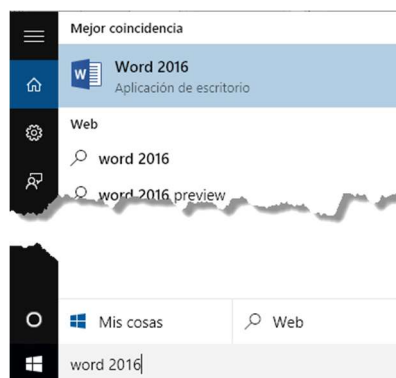 Mejor coincidencia
Word 2016
Aplicación de escritorio
Web
word 2016
word 2016 preview
Mis cosas
Web
word 2016